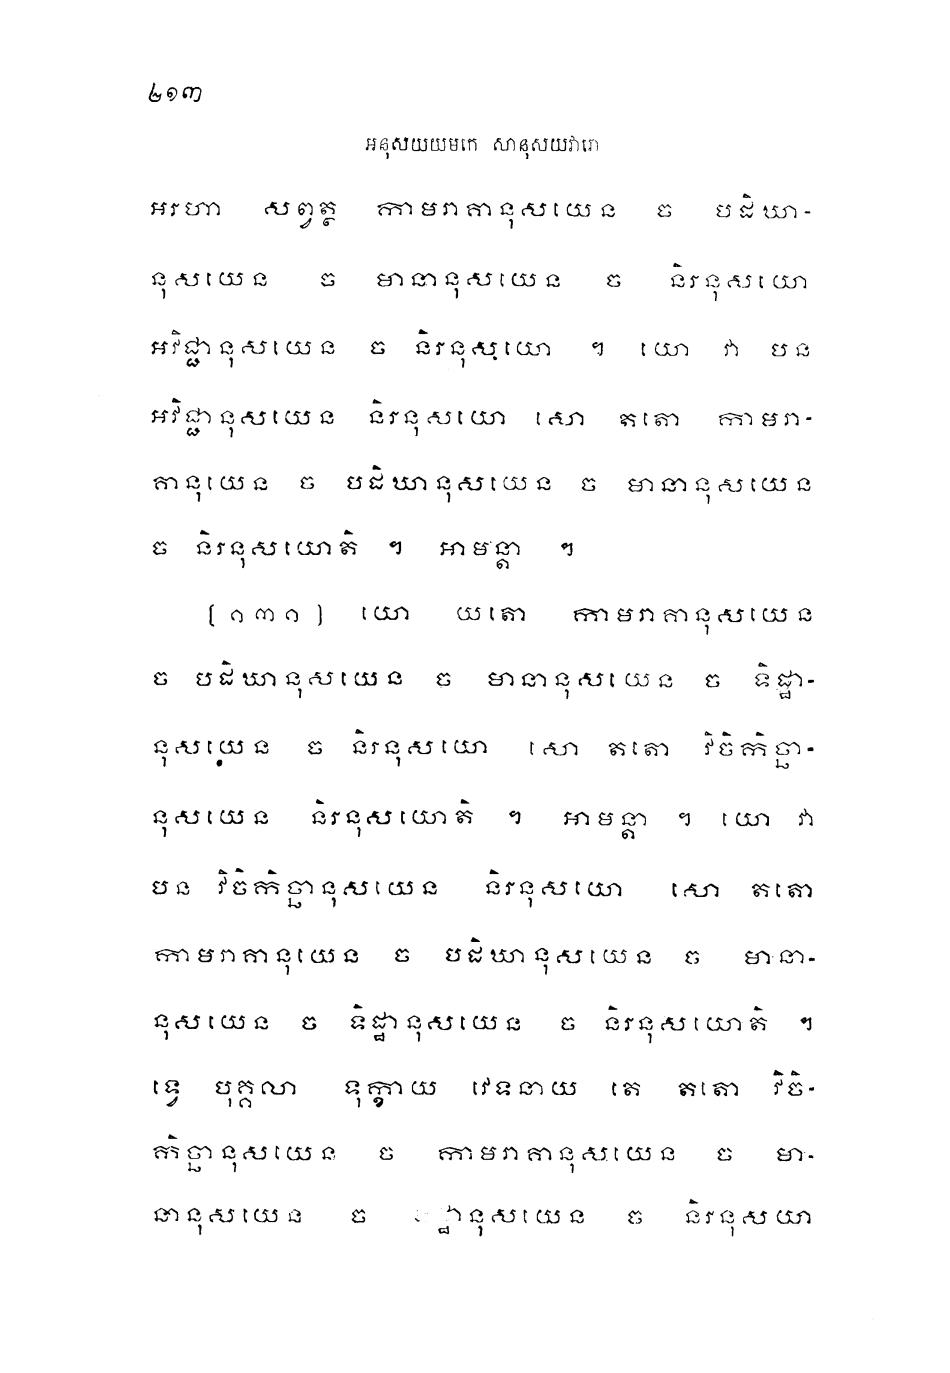 ២១៣
អនុសយយមកេ សានុសយវារោ
អរហា សព្វត្ថ កាមរាគានុសយេន ច បដិឃា-
នុសយេន ច មានានុសយេន ច និរនុសយោ
អវិជ្ជានុសយេន ច និរនុសយោ ។ យោ វា បន
អវិជ្ជានុសយេន និរនុសយោ សោ តតោ កាមរា-
គានុយេន ច បដិឃានុសយេន ច មានានុសយេន
ច និរនុសយោតិ ។ អាមន្តា ។
[១៣១] យោ យតោ កាមរាគានុសយេន
ច បដិឃានុសយេន ច មានានុសយេន ច ទិដ្ឋា-
នុសយេន ច និរនុសយោ សោ តតោ វិចិកិច្ឆា-
នុសយេន និរនុសយោតិ ។ អាមន្តា ។ យោ វា
បន វិចិកិច្ឆានុសយេន និរនុសយោ សោ តតោ
កាមរាគានុយេន ច បដិឃានុសយេន ច មានា-
នុសយេន ច ទិដ្ឋានុសយេន ច និរនុសយោតិ ។
ទ្វេ បុគ្គលា ទុក្ខាយ វេទនាយ តេ តតោ វិចិ-
កិច្ឆានុសយេន ច កាមរាគានុសយេន ច មា-
នានុសយេន ច ច និរនុសយា